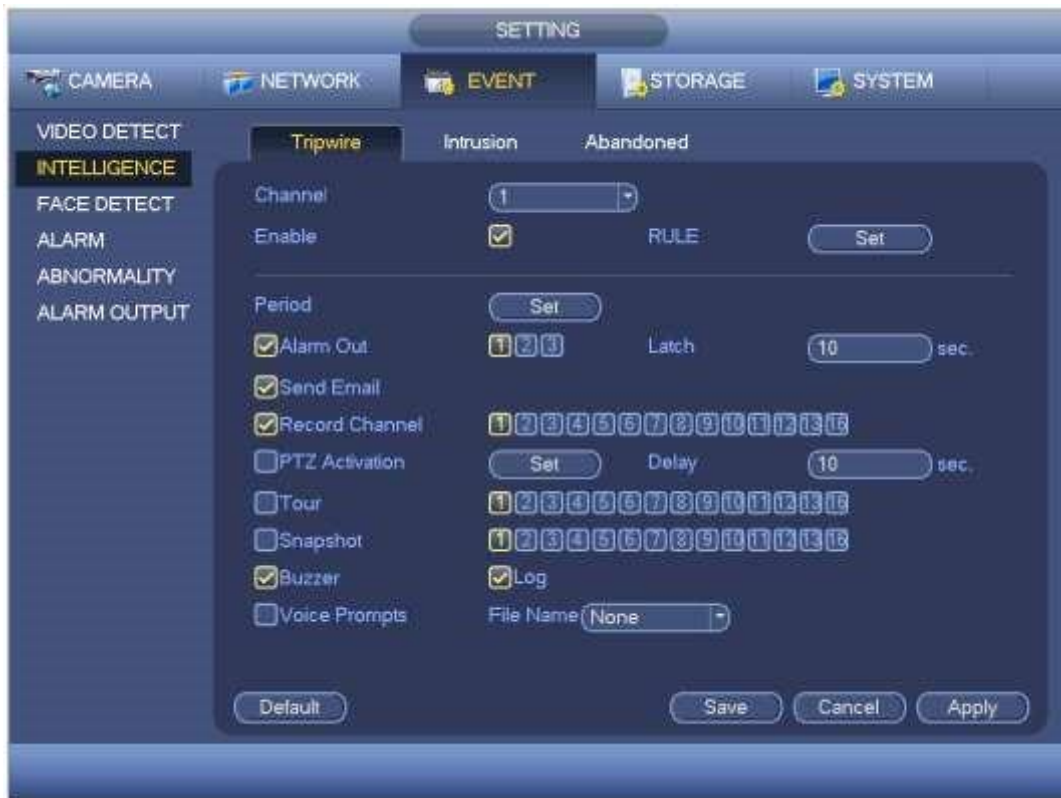 SETTING
CAMERA NETWORK EVENT STORAGE SYSTEM
VIDEO DETECT
INTELLIGENCE
FACE DETECT
ALARM
ABNORMALITY
ALARM OUTPUT
Tripwire Intrusion Abandoned
Channel 1
Enable RULE Set
Period Set
Alarm Out 1 2 3 Latch 10 sec.
Send Email
Record Channel 1 2 3 4 5 6 7 8 9 10 11 12 13 16
PTZ Activation Set Delay 10 sec.
Tour 1 2 3 4 5 6 7 8 9 10 11 12 13 16
Snapshot 1 2 3 4 5 6 7 8 9 10 11 12 13 16
Buzzer Log
Voice Prompts File Name None
Default Save Cancel Apply